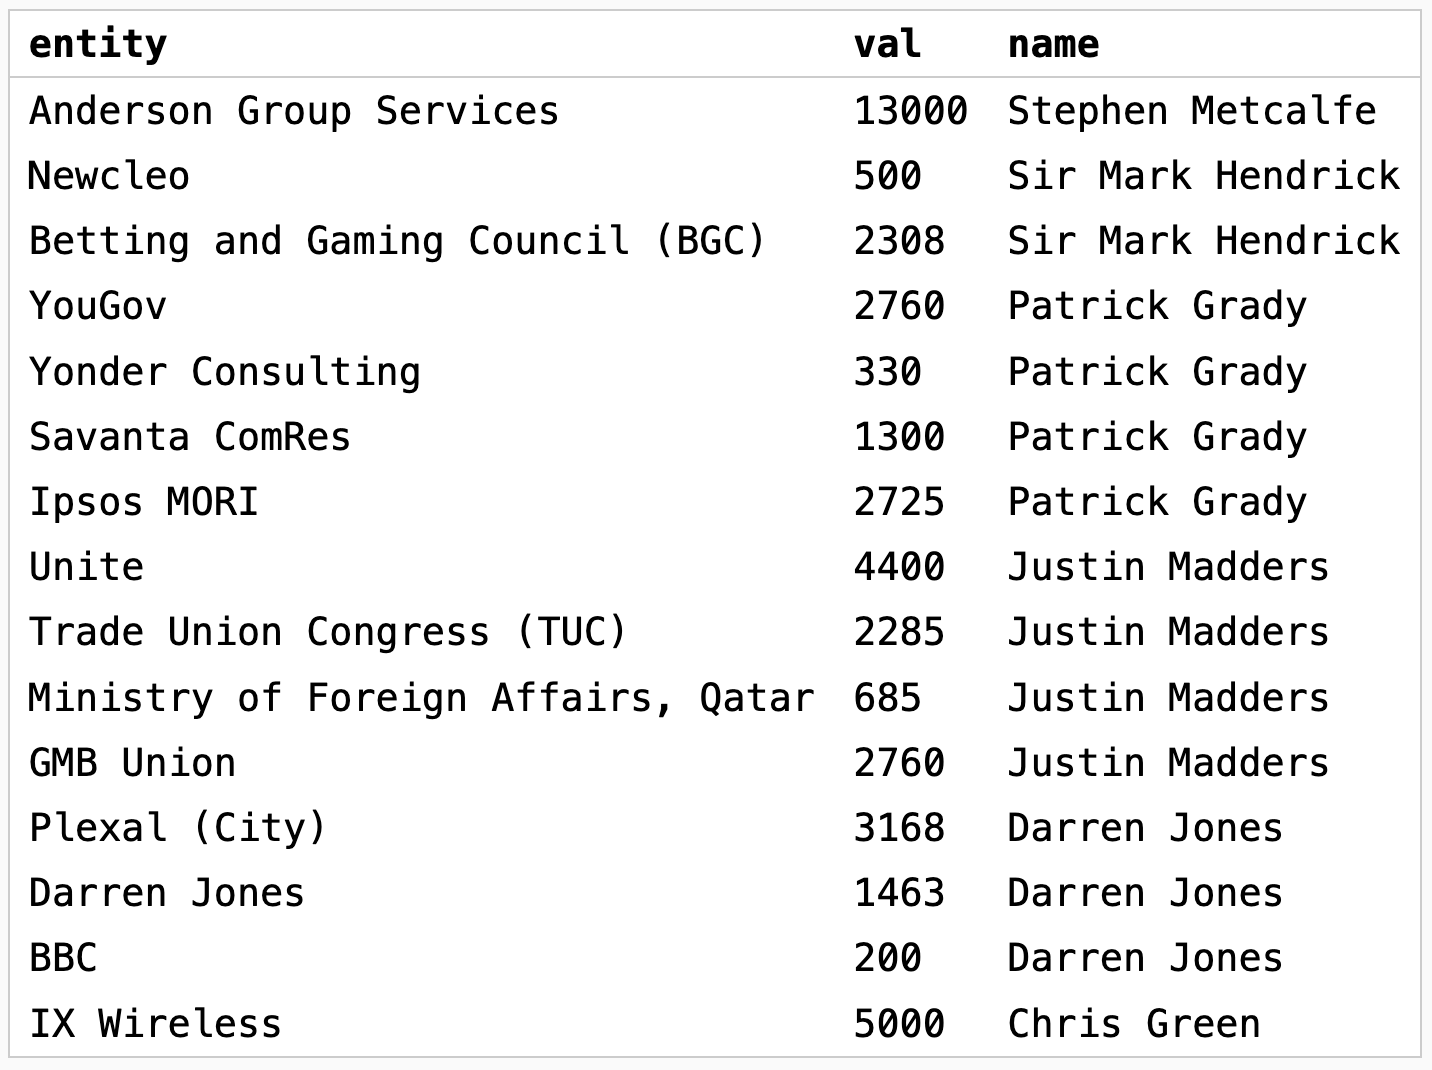 entity val name
Anderson Group Services 13000 Stephen Metcalfe
Newcleo 500 Sir Mark Hendrick
Betting and Gaming Council (BGC) 2308 Sir Mark Hendrick
YouGov 2760 Patrick Grady
Yonder Consulting 330 Patrick Grady
Savanta ComRes 1300 Patrick Grady
Ipsos MORI 2725 Patrick Grady
Unite 4400 Justin Madders
Trade Union Congress (TUC) 2285 Justin Madders
Ministry of Foreign Affairs, Qatar 685 Justin Madders
GMB Union 2760 Justin Madders
Plexal (City) 3168 Darren Jones
Darren Jones 1463 Darren Jones
BBC 200 Darren Jones
IX Wireless 5000 Chris Green